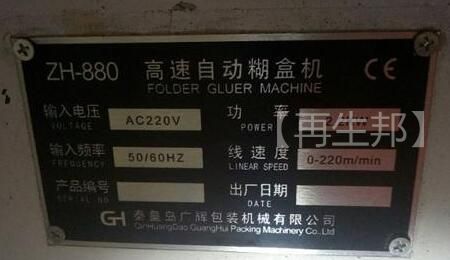 ZH-880 高速自动糊盒机 CE
FOLDER GLUER MACHINE
输入电压 AC220V 功率
VOLTAGE POWER
【再生邦】
输入频率 50/60HZ 线速度 0-220m/min
FREQUENCY LINEAR SPEED
产品编号 出厂日期
SERIAL NO DATE
GH 秦皇岛广辉包装机械有限公司
QinHuangDao GuangHui Packing Machinery Co.,Ltd